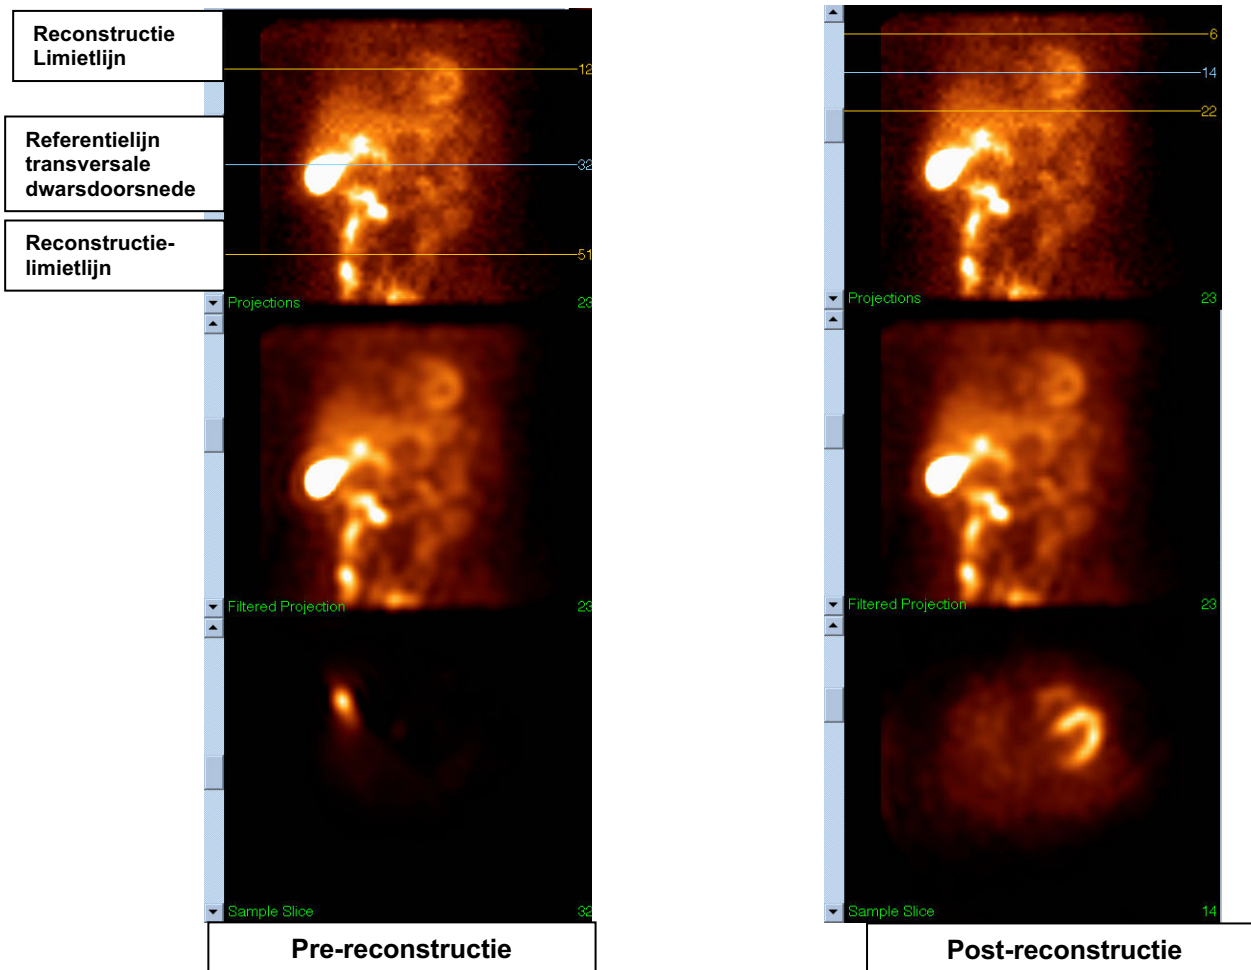 Reconstructie
Limietlijn
12
Referentielijn
transversale
dwarsdoorsnede
32
Reconstructie-
limietlijn
51
Projections 23
Filtered Projection 23
Sample Slice 32
Pre-reconstructie
6
14
22
Projections 23
Filtered Projection 23
Sample Slice 14
Post-reconstructie